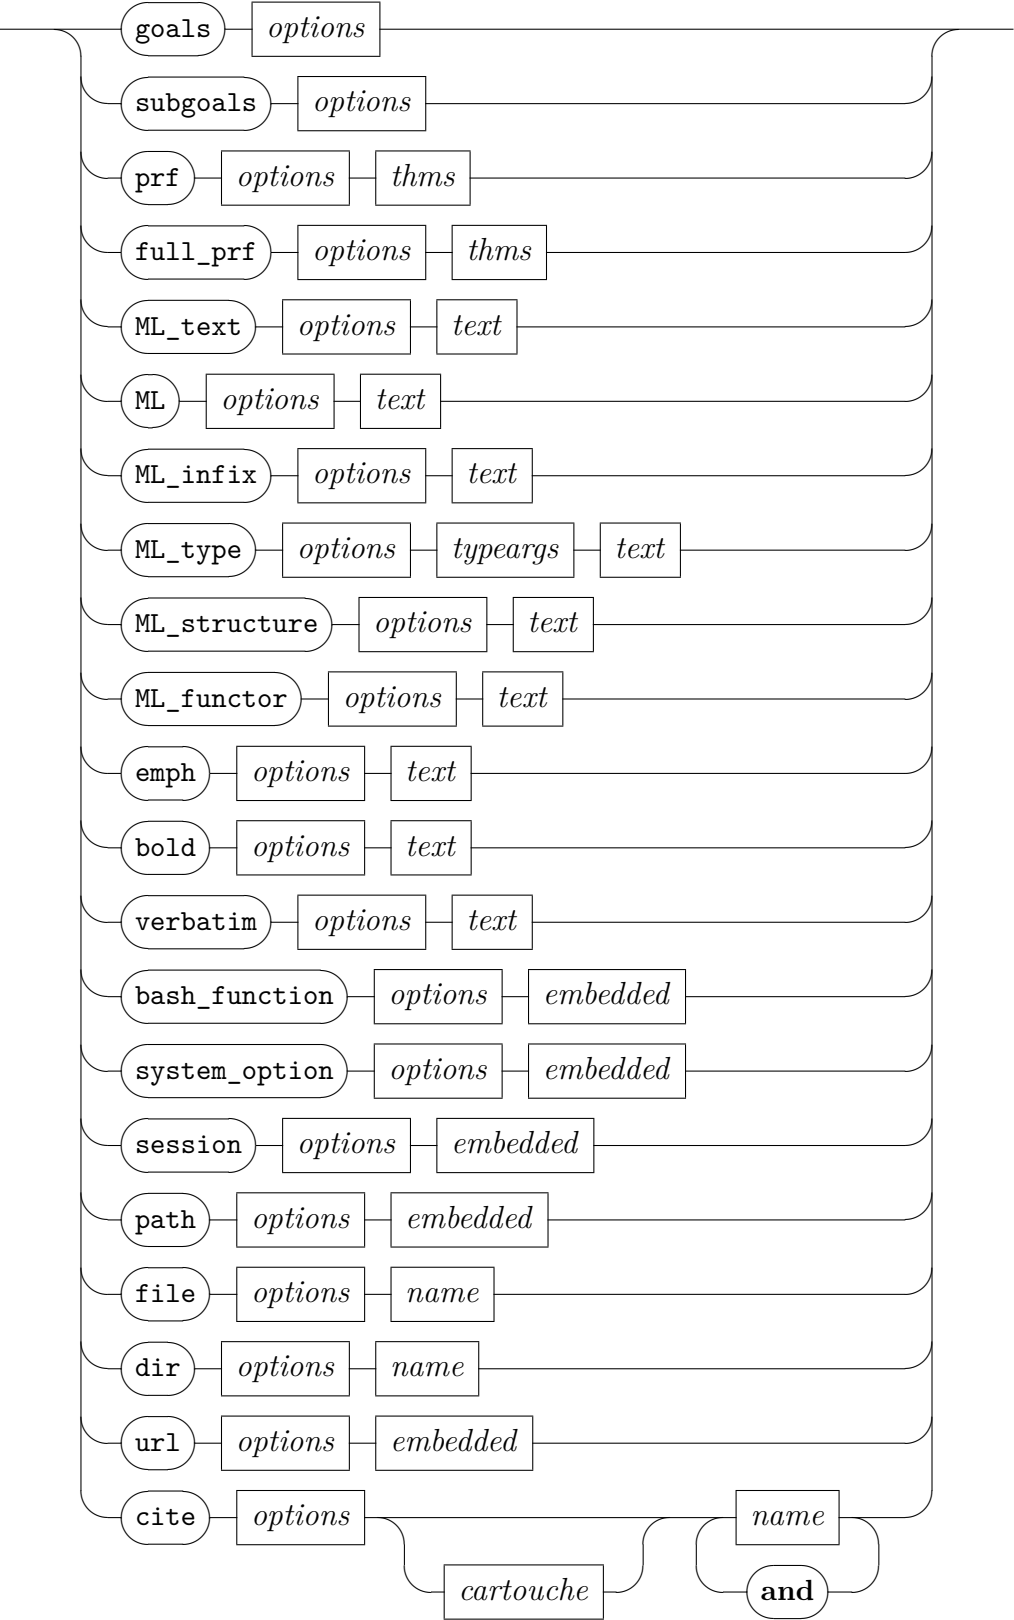 goals options
subgoals options
prf options thms
full_prf options thms
ML_text options text
ML options text
ML_infix options text
ML_type options typeargs text
ML_structure options text
ML_functor options text
emph options text
bold options text
verbatim options text
bash_function options embedded
system_option options embedded
session options embedded
path options embedded
file options name
dir options name
url options embedded
cite options name
cartouche and